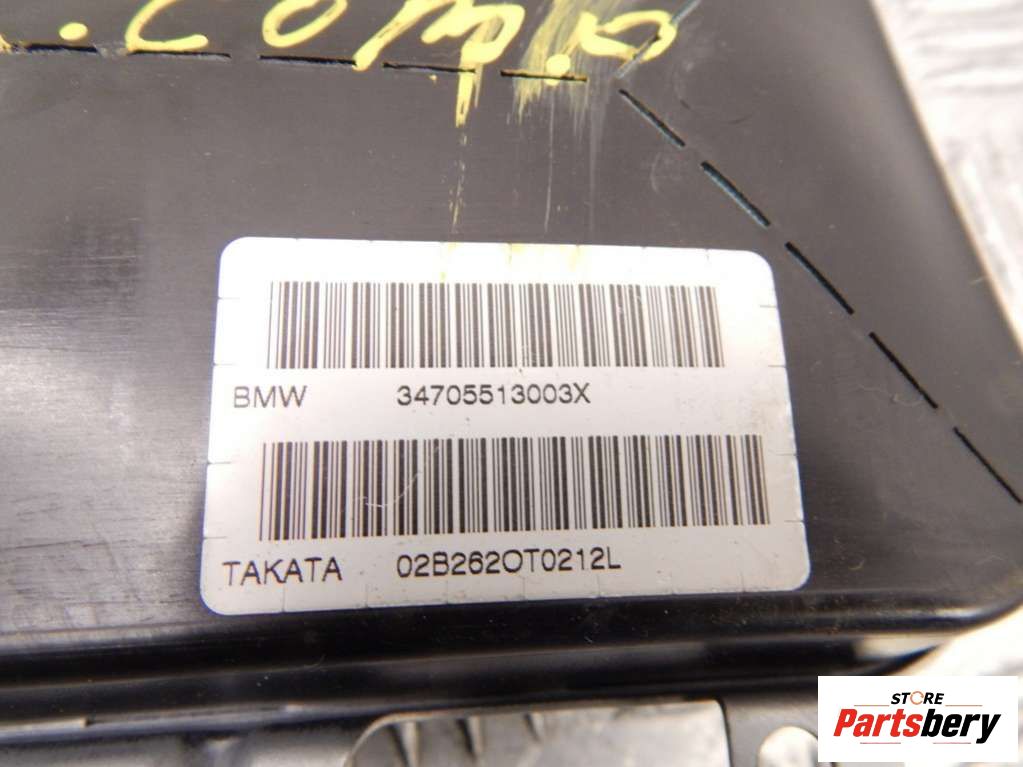 BMW 34705513003X
TAKATA 02B262OT0212L
STORE
Partsbery